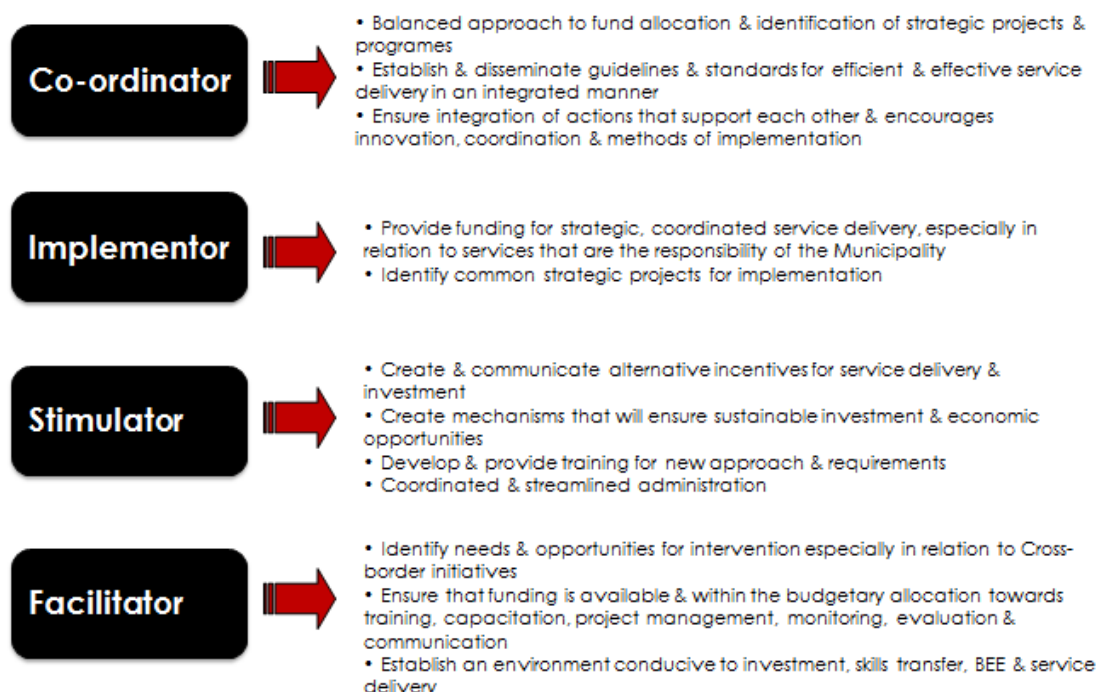 Co-ordinator
• Balanced approach to fund allocation & identification of strategic projects &
programes
• Establish & disseminate guidelines & standards for efficient & effective service
delivery in an integrated manner
• Ensure integration of actions that support each other & encourages
innovation, coordination & methods of implementation
Implementor
• Provide funding for strategic, coordinated service delivery, especially in
relation to services that are the responsibility of the Municipality
• Identify common strategic projects for implementation
Stimulator
• Create & communicate alternative incentives for service delivery &
investment
• Create mechanisms that will ensure sustainable investment & economic
opportunities
• Develop & provide training for new approach & requirements
• Coordinated & streamlined administration
Facilitator
• Identify needs & opportunities for intervention especially in relation to Cross-
border initiatives
• Ensure that funding is available & within the budgetary allocation towards
training, capacitation, project management, monitoring, evaluation &
communication
• Establish an environment conducive to investment, skills transfer, BEE & service
delivery